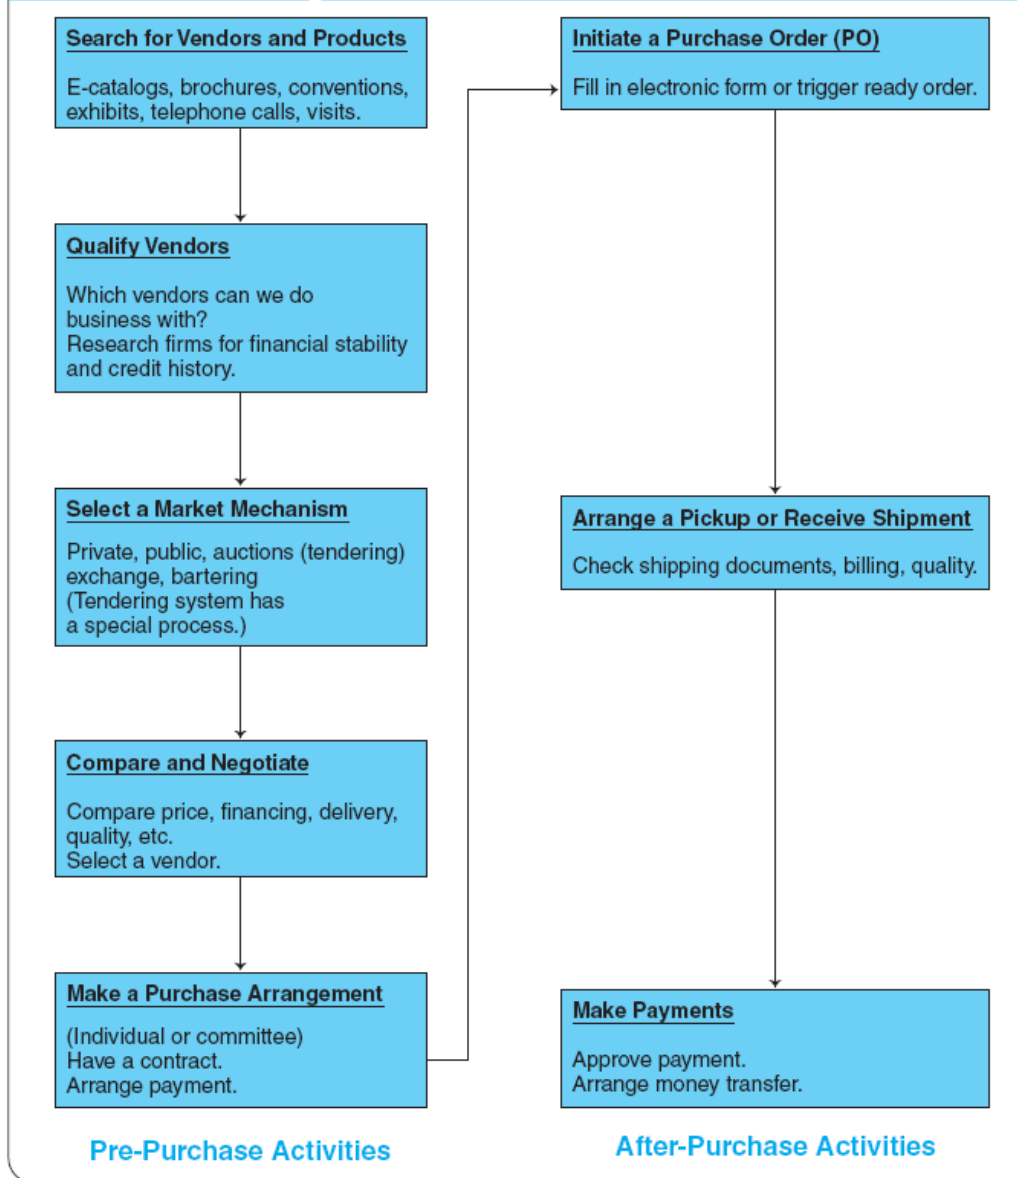 Search for Vendors and Products
E-catalogs, brochures, conventions,
exhibits, telephone calls, visits.
Qualify Vendors
Which vendors can we do
business with?
Research firms for financial stability
and credit history.
Select a Market Mechanism
Private, public, auctions (tendering)
exchange, bartering
(Tendering system has
a special process.)
Compare and Negotiate
Compare price, financing, delivery,
quality, etc.
Select a vendor.
Make a Purchase Arrangement
(Individual or committee)
Have a contract.
Arrange payment.
Pre-Purchase Activities
Initiate a Purchase Order (PO)
Fill in electronic form or trigger ready order.
Arrange a Pickup or Receive Shipment
Check shipping documents, billing, quality.
Make Payments
Approve payment.
Arrange money transfer.
After-Purchase Activities